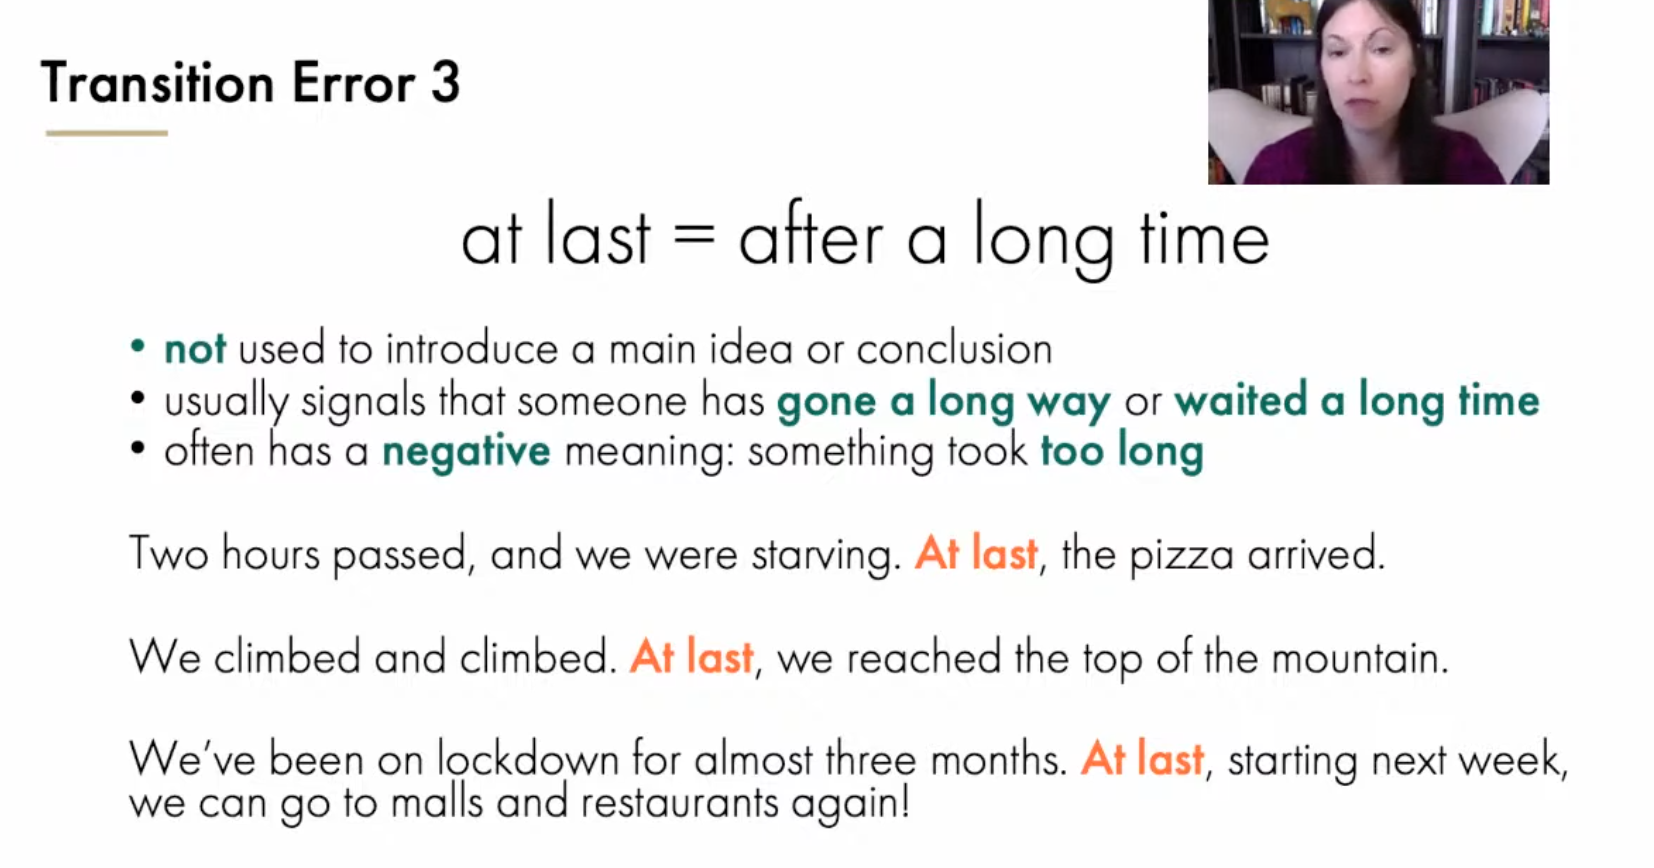 Transition Error 3
at last = after a long time
• not used to introduce a main idea or conclusion
• usually signals that someone has gone a long way or waited a long time
• often has a negative meaning: something took too long
Two hours passed, and we were starving. At last, the pizza arrived.
We climbed and climbed. At last, we reached the top of the mountain.
We've been on lockdown for almost three months. At last, starting next week,
we can go to malls and restaurants again!